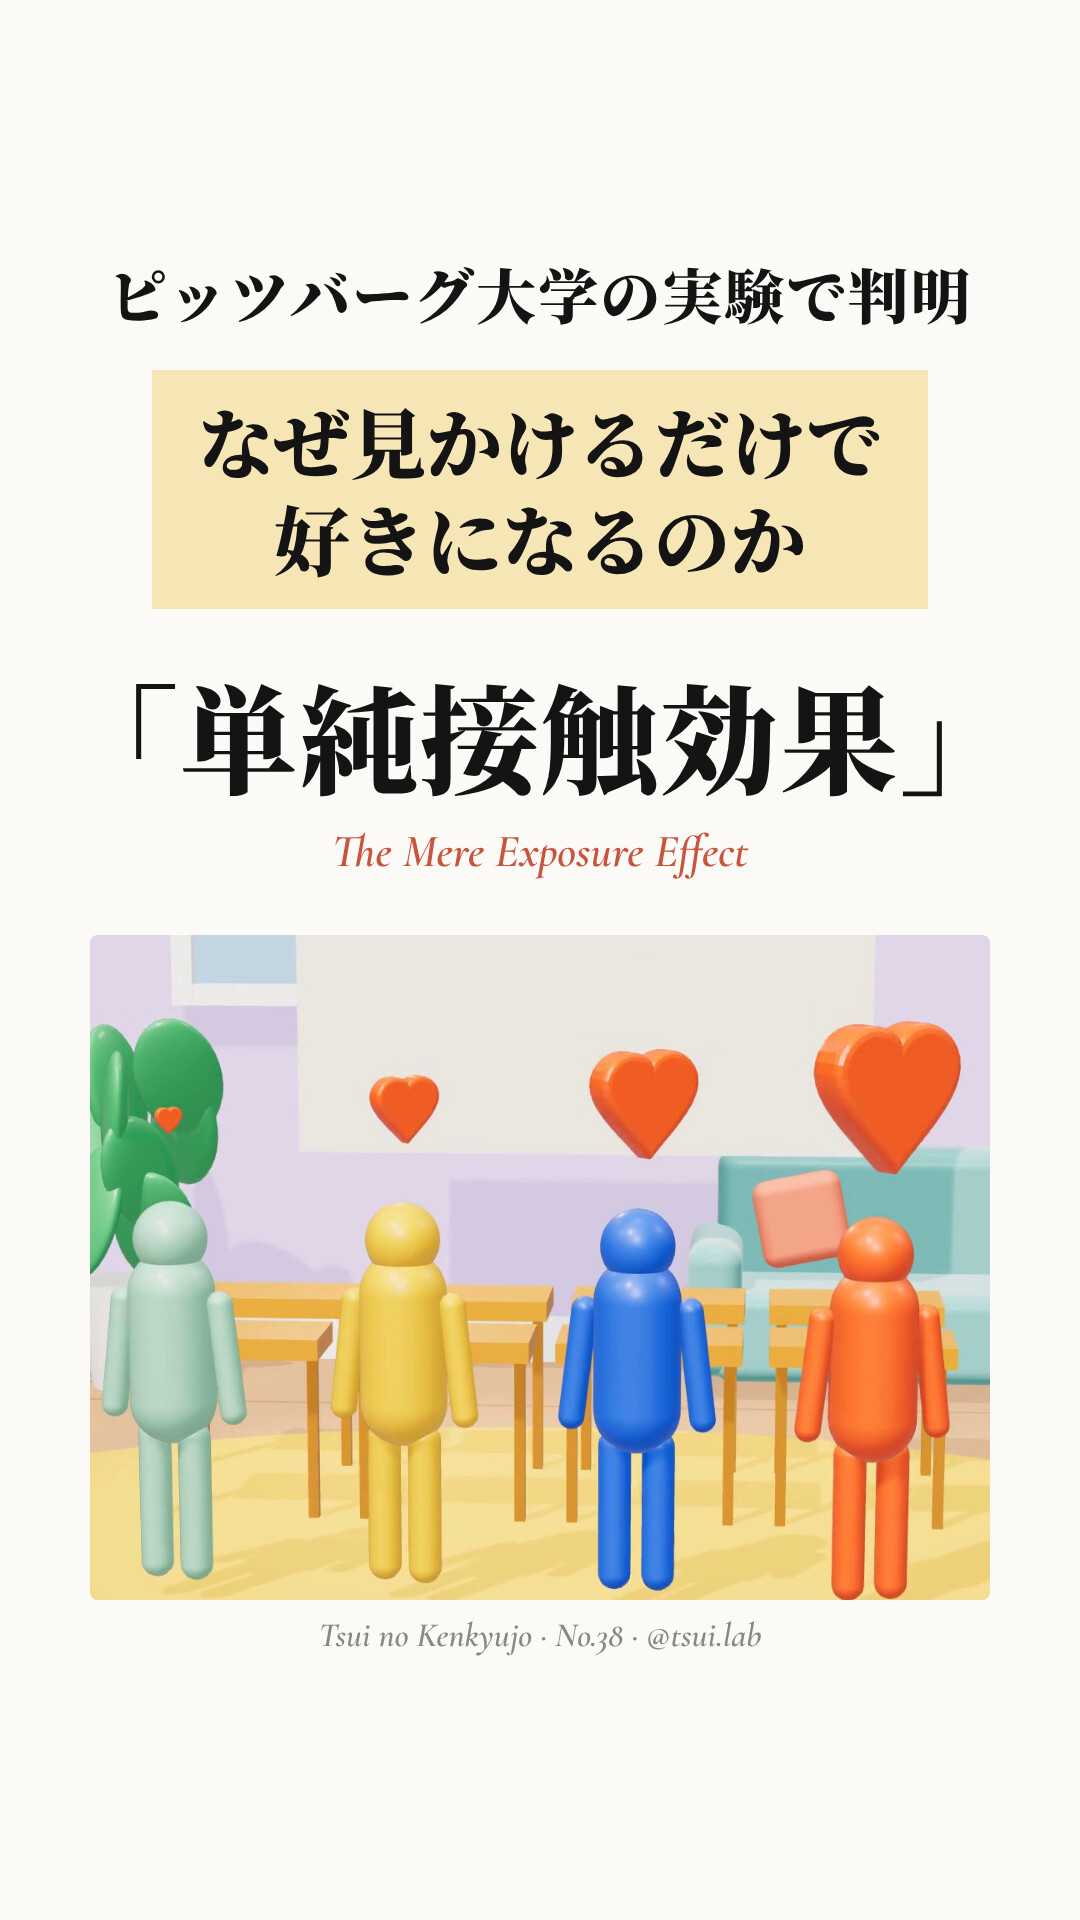 ピッツバーグ大学の実験で判明
なぜ見かけるだけで
好きになるのか
「単純接触効果」
The Mere Exposure Effect
Tsui no Kenkyujo · No.38 · @tsui.lab